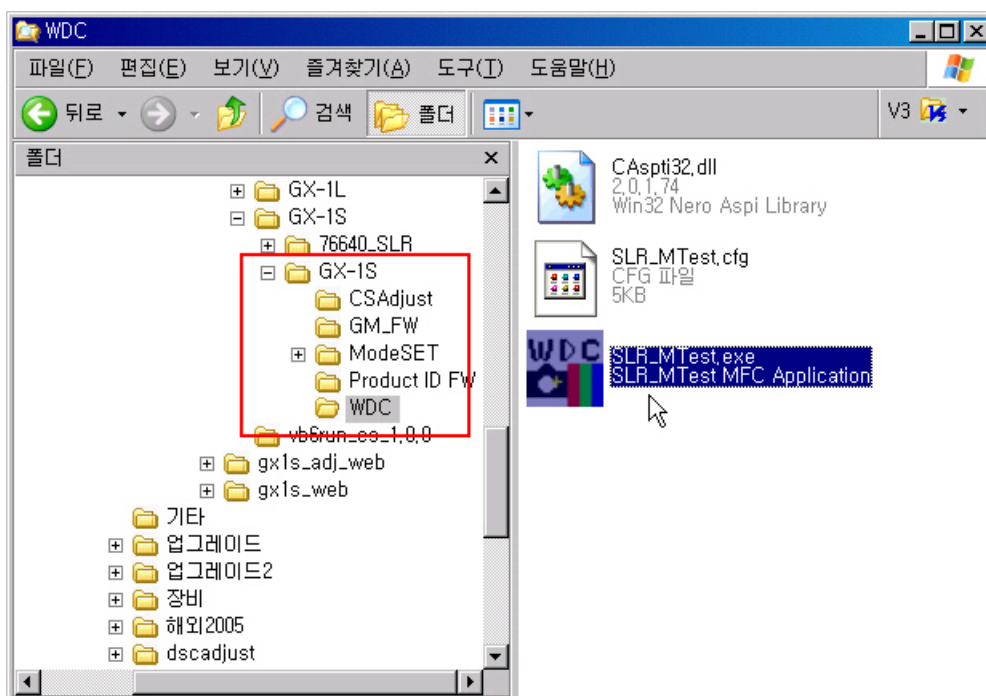 WDC
파일(F) 편집(E) 보기(V) 즐겨찾기(A) 도구(T) 도움말(H)
뒤로 검색 폴더 V3
폴더
GX-1L
GX-1S
76640_SLR
GX-1S
CSAdjust
GM_FW
ModeSET
Product ID FW
WDC
vb6run_es_1,0,0
gx1s_adj_web
gx1s_web
기타
업그레이드
업그레이드2
장비
해외2005
dscadjust
CAspti32,dll
2,0,1,74
Win32 Nero Aspi Library
SLR_MTest,cfg
CFG 파일
5KB
WDC
SLR_MTest,exe
SLR_MTest MFC Application